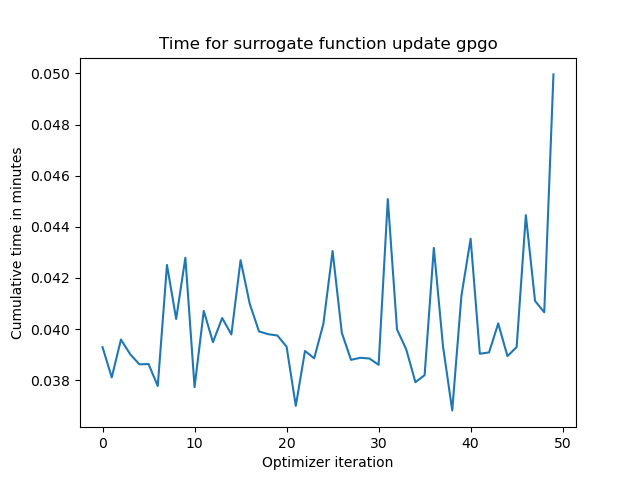 Time for surrogate function update gpgo
Cumulative time in minutes
0.050
0.048
0.046
0.044
0.042
0.040
0.038
0 10 20 30 40 50
Optimizer iteration